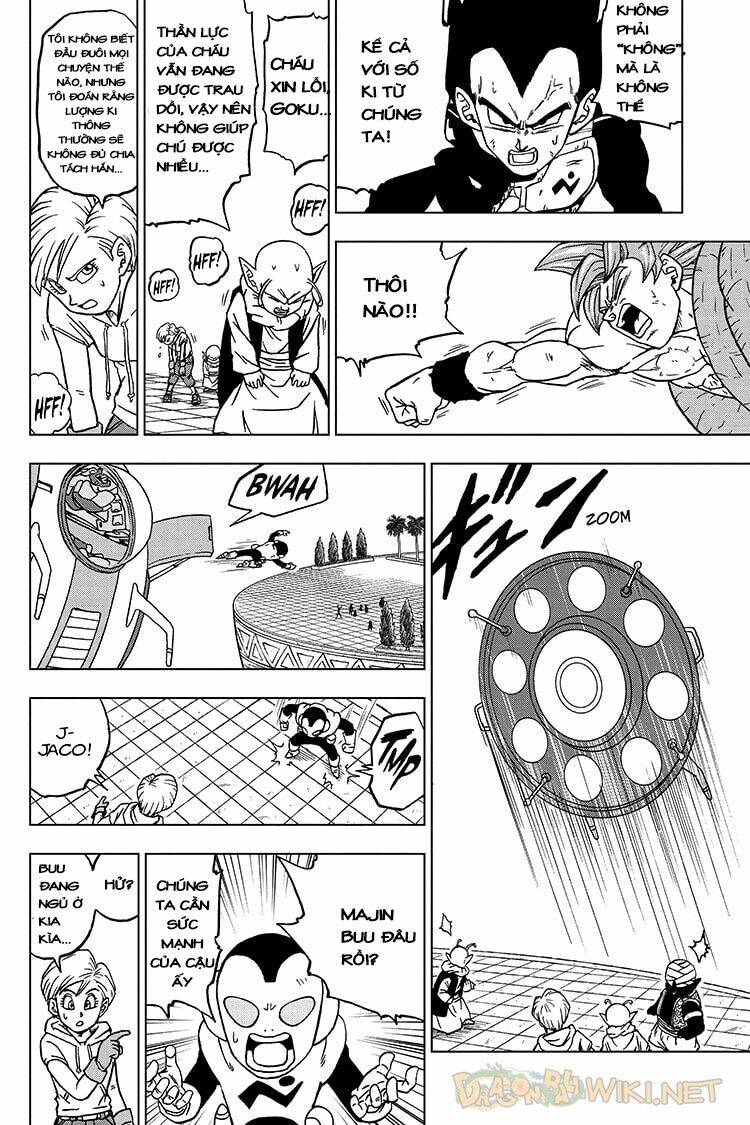 KHÔNG
PHẢI
"KHÔNG",
MÀ LÀ
KHÔNG
THỂ
KỂ CẢ
VỚI SỐ
KI TỪ
CHÚNG
TA!
CHÁU
XIN LỖI,
GOKU...
THẦN LỰC
CỦA CHÁU
VẪN ĐANG
ĐƯỢC TRAU
DỒI, VẬY NÊN
KHÔNG GIÚP
CHÚ ĐƯỢC
NHIỀU...
TÔI KHÔNG BIẾT
ĐẦU ĐUÔI MỌI
CHUYỆN THẾ
NÀO, NHƯNG
TÔI ĐOÁN RẰNG
LƯỢNG KI
THÔNG
THƯỜNG SẼ
KHÔNG ĐỦ CHIA
TÁCH HẮN...
HFF!
HFF!
HFF!
HFF!
THÔI
NÀO!!
ギュン
ZOOM
BWAH
J-
JACO!
TMP
MAJIN
BUU ĐÂU
RỒI?
CHÚNG
TA CẦN
SỨC
MẠNH
CỦA CẬU
ẤY
HỬ?
BUU
ĐANG
NGỦ Ở
KIA
KÌA...
DRAGONBALLWIKI.NET